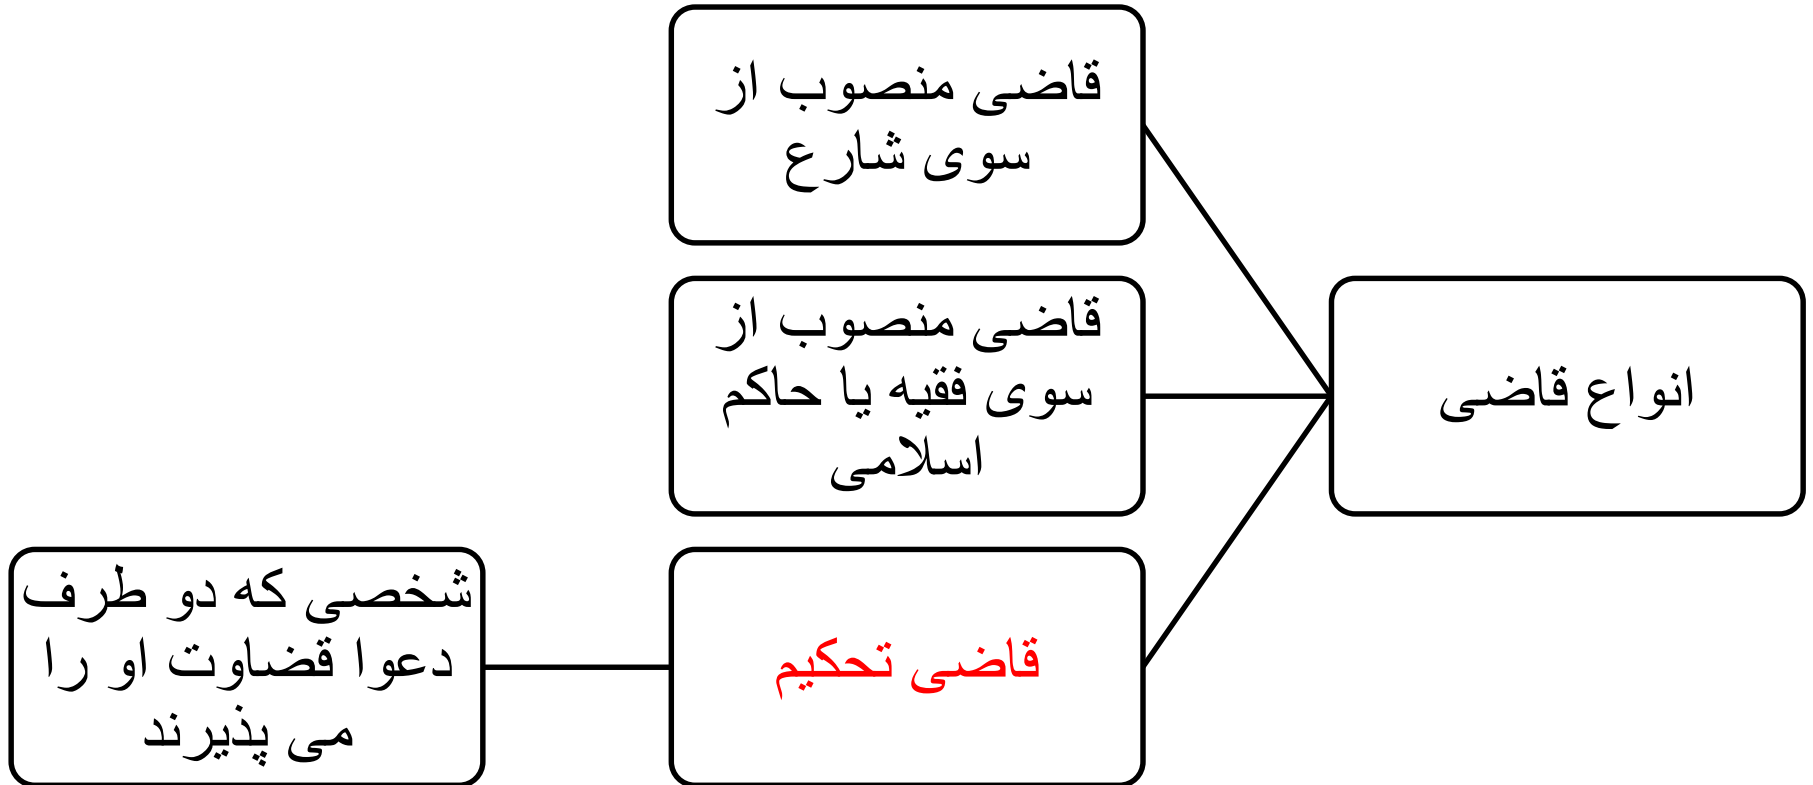 انواع قاضی
قاضی منصوب از
سوی شارع
قاضی منصوب از
سوی فقیه یا حاکم
اسلامی
قاضی تحکیم
شخصی که دو طرف
دعوا قضاوت او را
می پذیرند